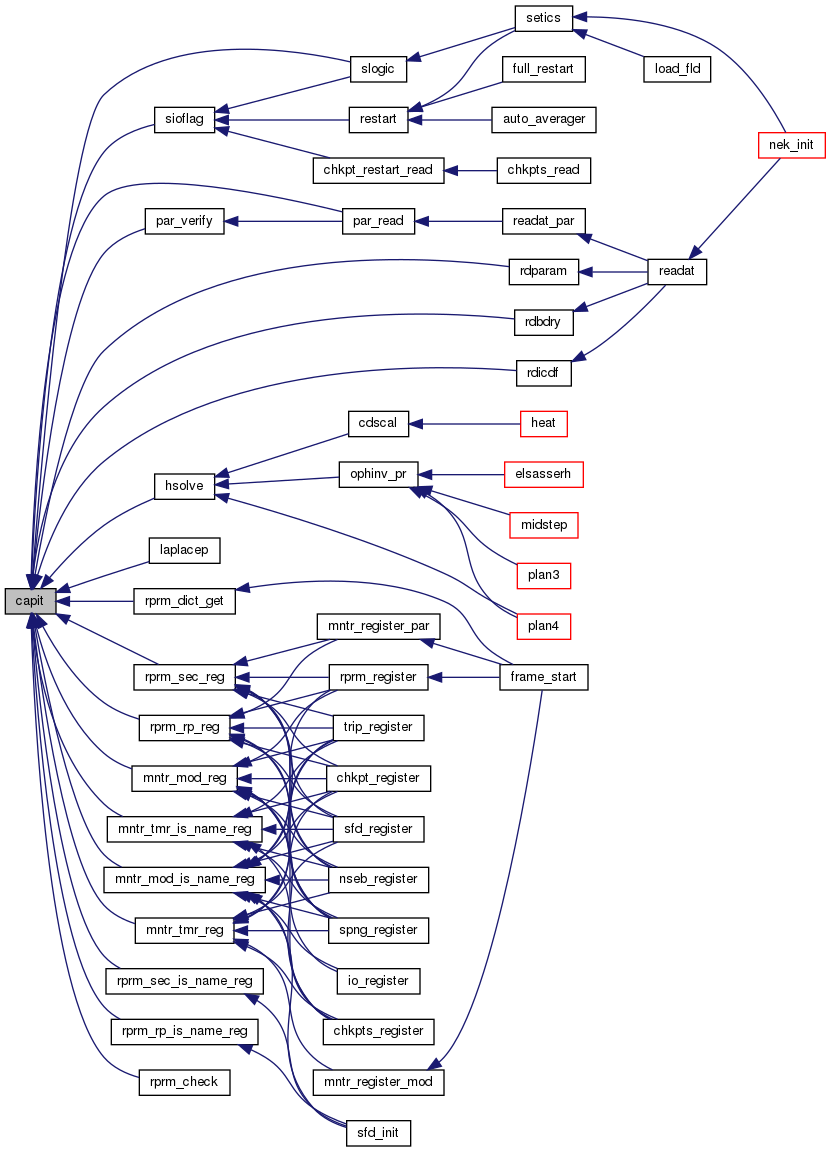 setics
load_fld
slogic
full_restart
sioflag
restart
auto_averager
nek_init
chkpt_restart_read
chkpts_read
par_verify
par_read
readat_par
rdparam
readat
rdbdry
rdicdf
cdscal
heat
hsolve
ophinv_pr
elsasserh
midstep
laplacep
plan3
capit
rprm_dict_get
mntr_register_par
plan4
rprm_sec_reg
rprm_register
frame_start
rprm_rp_reg
trip_register
mntr_mod_reg
chkpt_register
mntr_tmr_is_name_reg
sfd_register
mntr_mod_is_name_reg
nseb_register
mntr_tmr_reg
spng_register
rprm_sec_is_name_reg
io_register
rprm_rp_is_name_reg
chkpts_register
rprm_check
mntr_register_mod
sfd_init